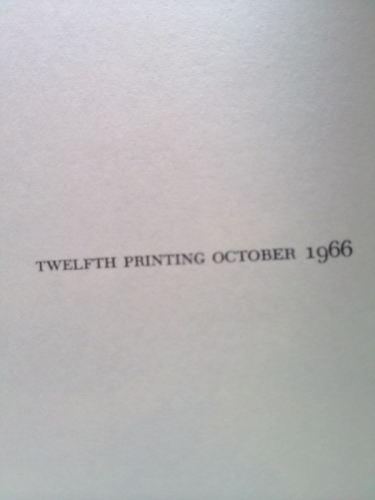 TWELFTH PRINTING OCTOBER 1966